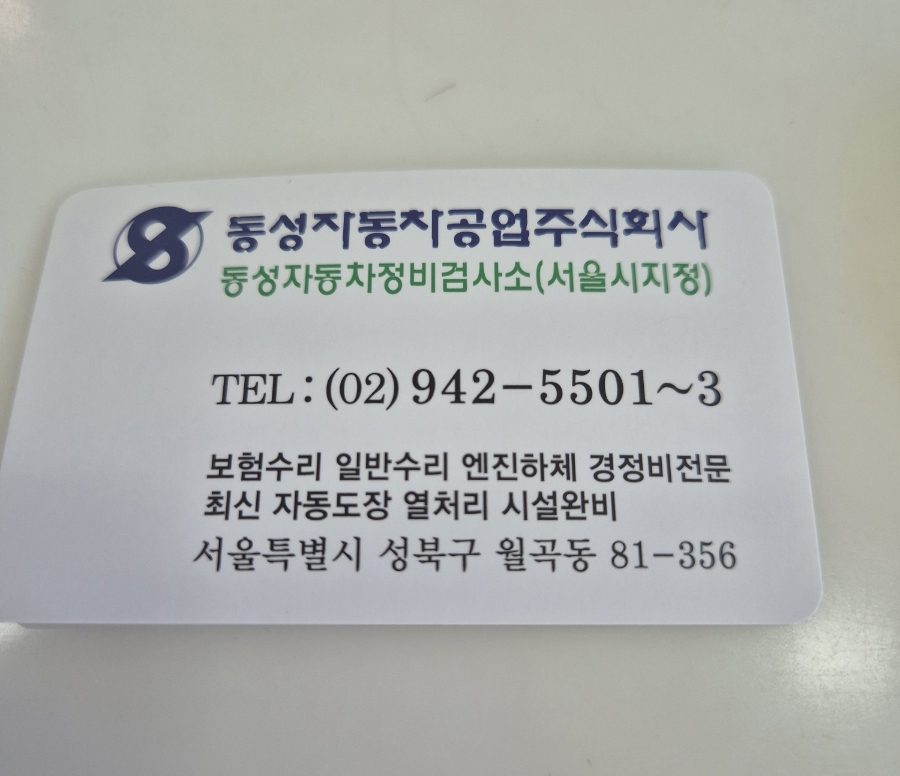 동성자동차공업주식회사
동성자동차정비검사소(서울시지정)
TEL : (02) 942-5501~3
보험수리 일반수리 엔진하체 경정비전문
최신 자동도장 열처리 시설완비
서울특별시 성북구 월곡동 81-356